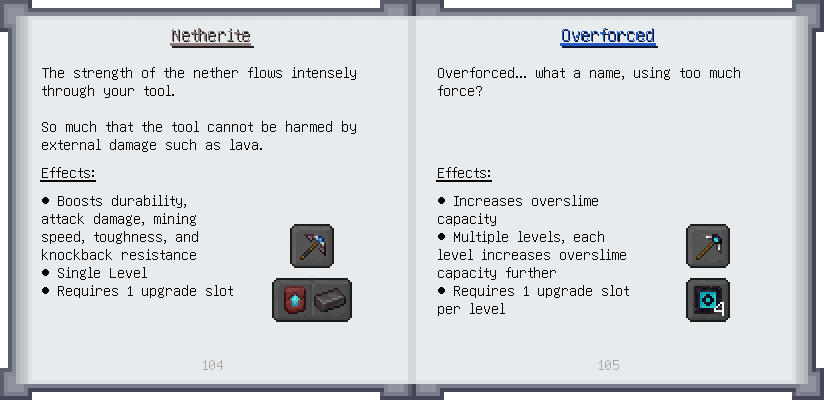 Netherite
The strength of the nether flows intensely
through your tool.
So much that the tool cannot be harmed by
external damage such as lava.
Effects:
● Boosts durability,
attack damage, mining
speed, toughness, and
knockback resistance
● Single Level
● Requires 1 upgrade slot
104
Overforced
Overforced... what a name, using too much
force?
Effects:
● Increases overslime
capacity
● Multiple levels, each
level increases overslime
capacity further
● Requires 1 upgrade slot
per level
4
105